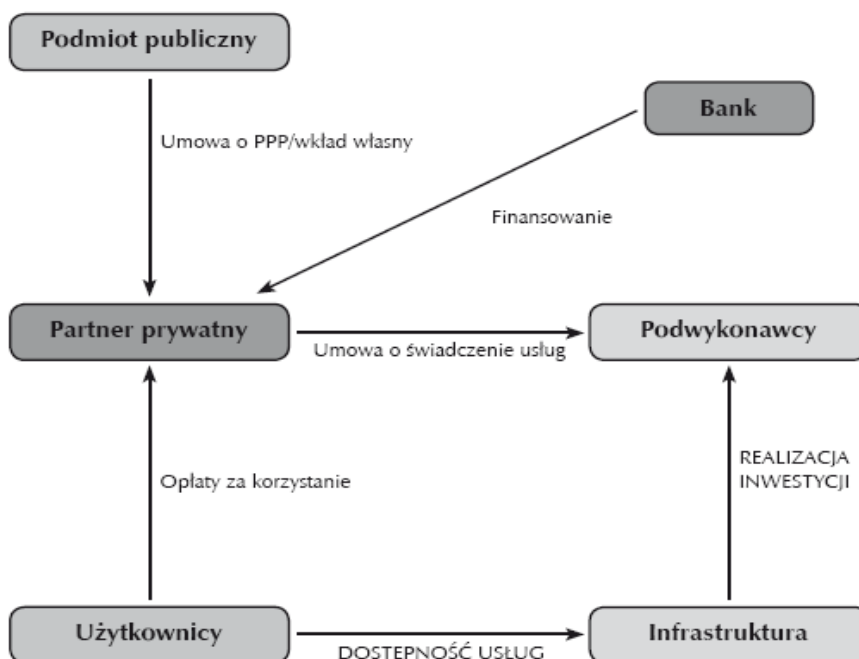 Podmiot publiczny
Bank
Umowa o PPP/wkład własny
Finansowanie
Partner prywatny
Umowa o świadczenie usług
Podwykonawcy
Opłaty za korzystanie
REALIZACJA
INWESTYCJI
Użytkownicy
DOSTEPNOŚĆ USŁUG
Infrastruktura